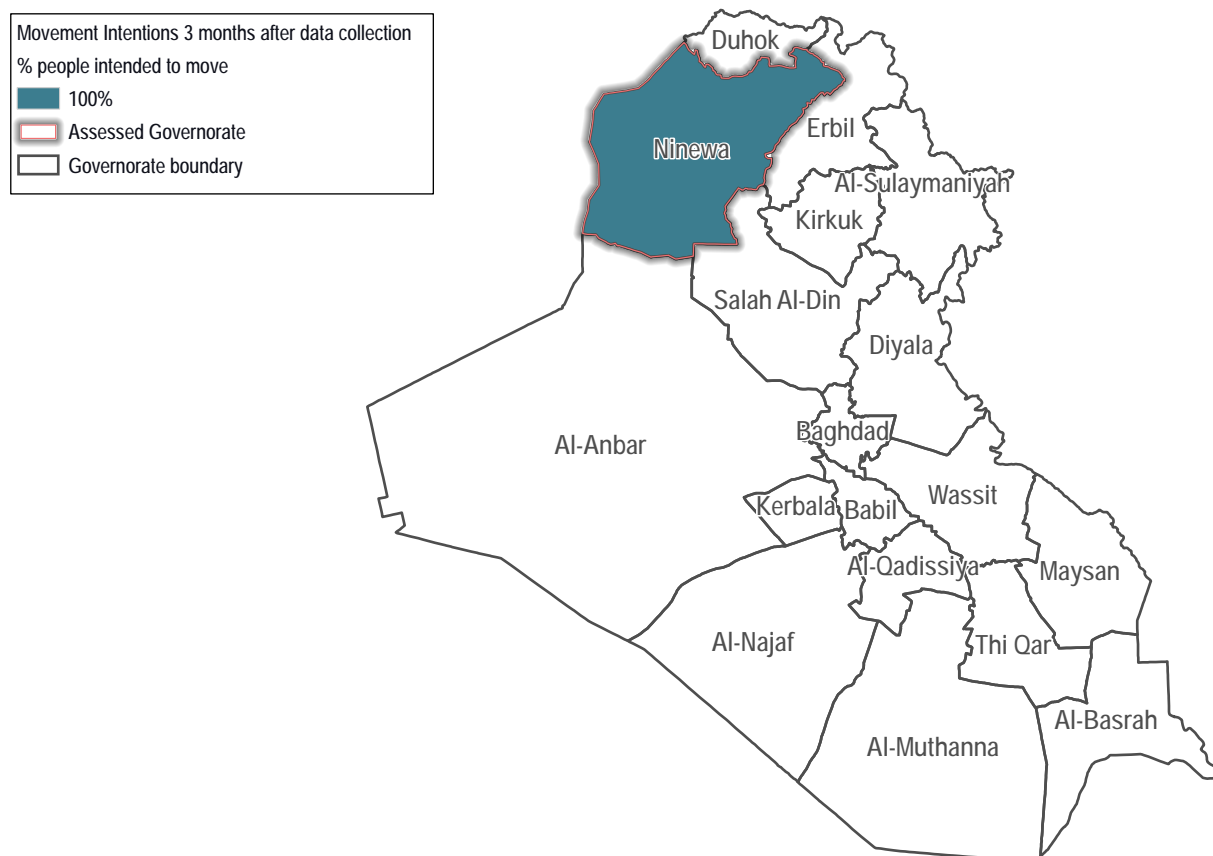 Movement Intentions 3 months after data collection
% people intended to move
100%
Assessed Governorate
Governorate boundary
Duhok
Ninewa
Erbil
Al-Sulaymaniyah
Kirkuk
Salah Al-Din
Diyala
Al-Anbar
Baghdad
Kerbala
Babil
Wassit
Al-Qadissiya
Maysan
Al-Najaf
Thi Qar
Al-Basrah
Al-Muthanna